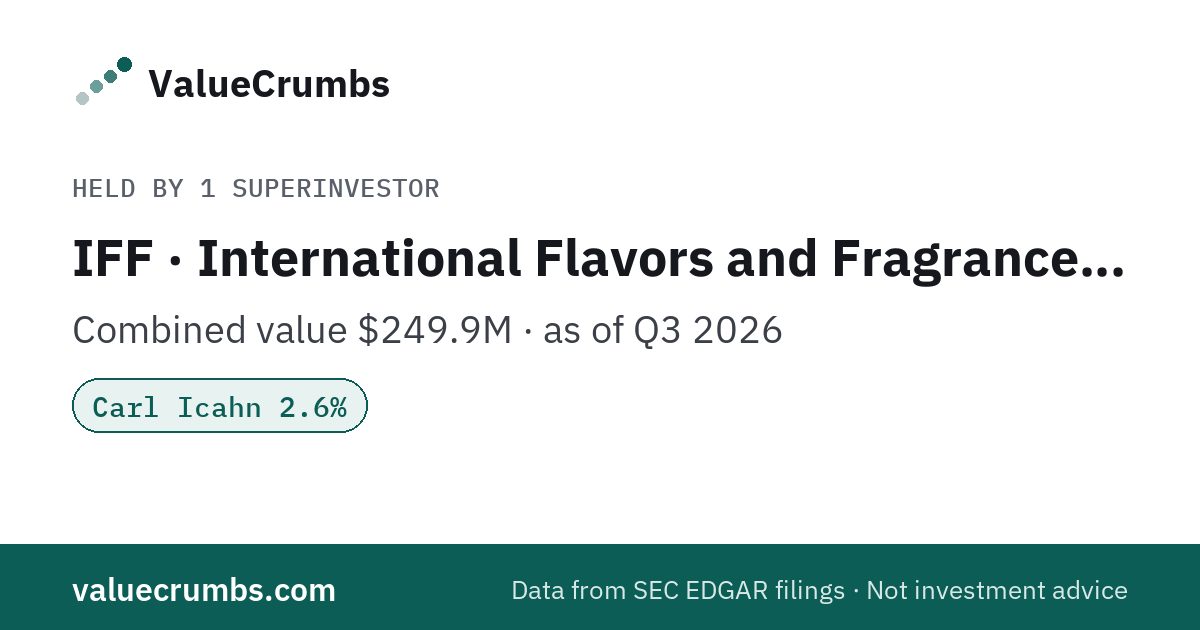 ValueCrumbs
HELD BY 1 SUPERINVESTOR
IFF · International Flavors and Fragrance...
Combined value $249.9M · as of Q3 2026
Carl Icahn 2.6%
valuecrumbs.com
Data from SEC EDGAR filings · Not investment advice